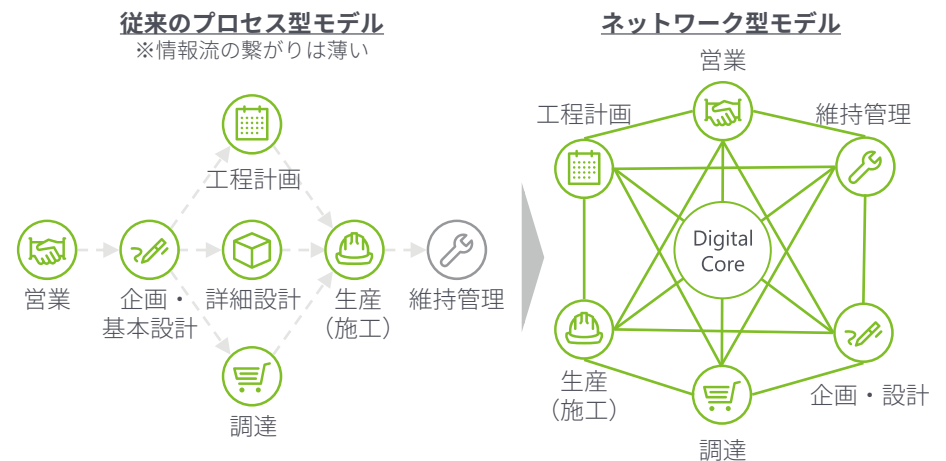 従来のプロセス型モデル
※情報流の繋がりは薄い
工程計画
営業
企画・
基本設計
詳細設計
生産
（施工）
維持管理
調達
ネットワーク型モデル
営業
工程計画
維持管理
Digital
Core
生産
（施工）
企画・設計
調達